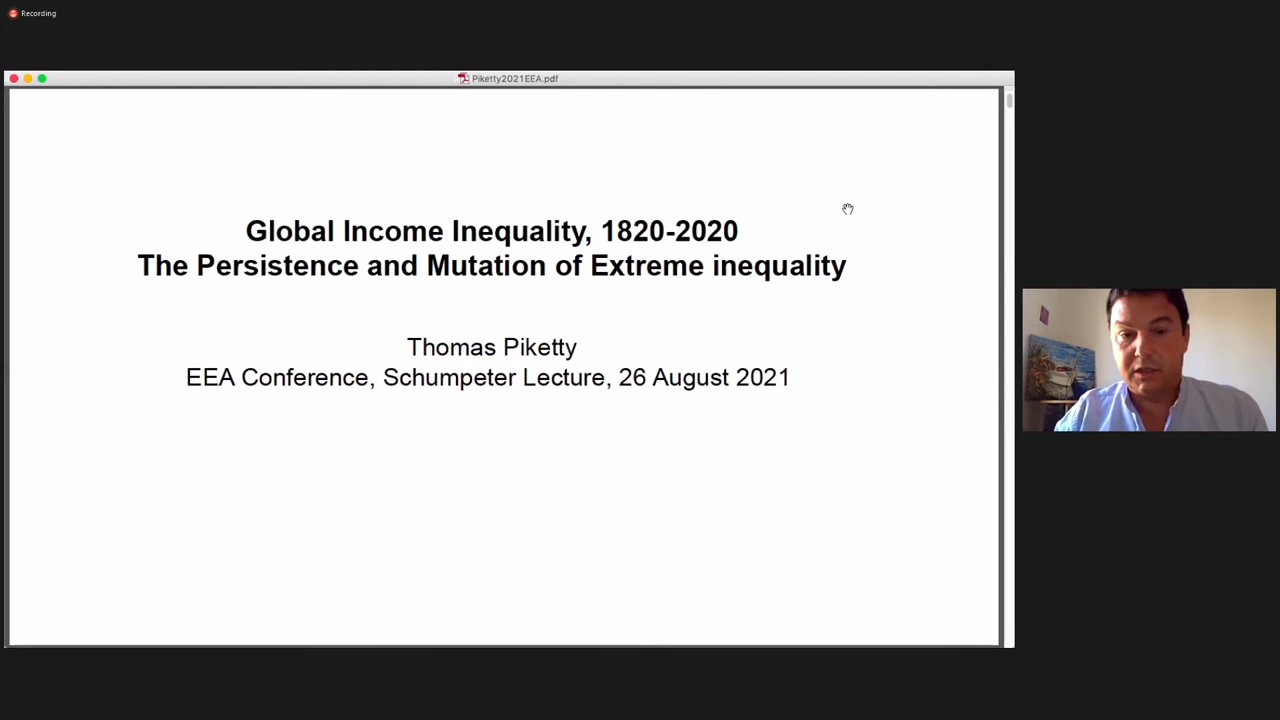 Recording
Piketty2021EEA.pdf
Global Income Inequality, 1820-2020
The Persistence and Mutation of Extreme inequality
Thomas Piketty
EEA Conference, Schumpeter Lecture, 26 August 2021